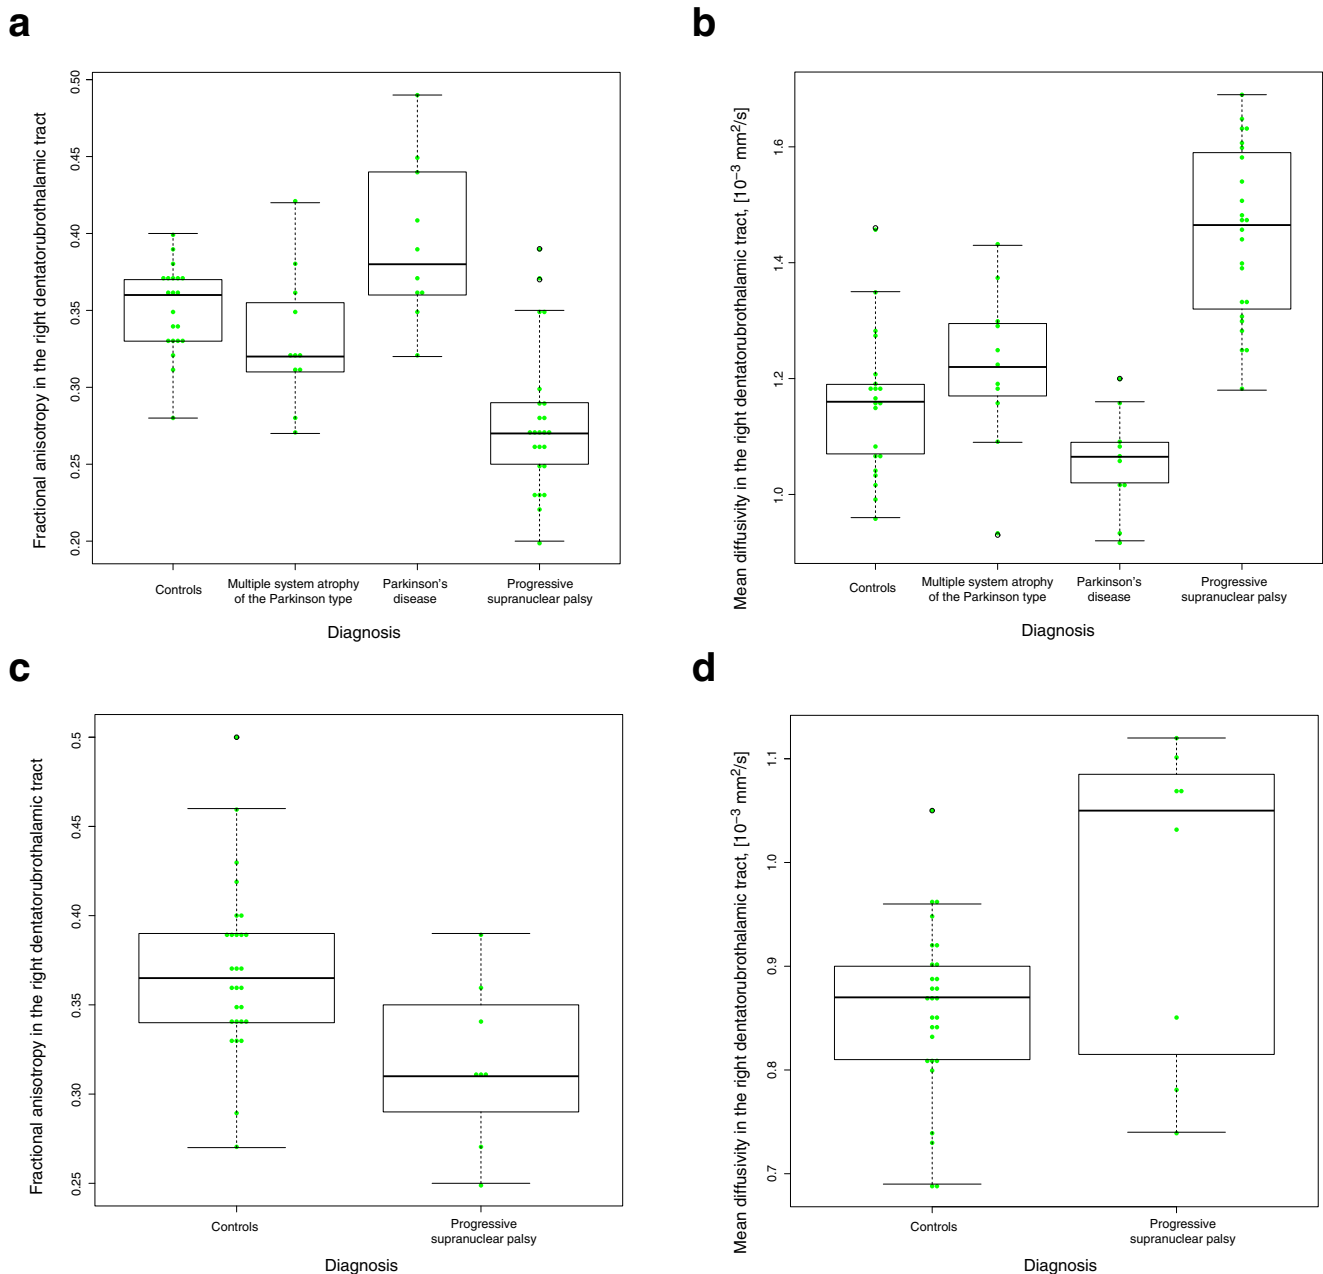 a
Fractional anisotropy in the right dentatorubrothalamic tract
0.50
0.45
0.40
0.35
0.30
0.25
0.20
Controls
Multiple system atrophy
of the Parkinson type
Parkinson's
disease
Progressive
supranuclear palsy
Diagnosis
b
Mean diffusivity in the right dentatorubrothalamic tract, [10⁻³ mm²/s]
1.6
1.4
1.2
1.0
Controls
Multiple system atrophy
of the Parkinson type
Parkinson's
disease
Progressive
supranuclear palsy
Diagnosis
c
Fractional anisotropy in the right dentatorubrothalamic tract
0.5
0.45
0.40
0.35
0.30
0.25
Controls
Progressive
supranuclear palsy
Diagnosis
d
Mean diffusivity in the right dentatorubrothalamic tract, [10⁻³ mm²/s]
1.1
1.0
0.9
0.8
0.7
Controls
Progressive
supranuclear palsy
Diagnosis